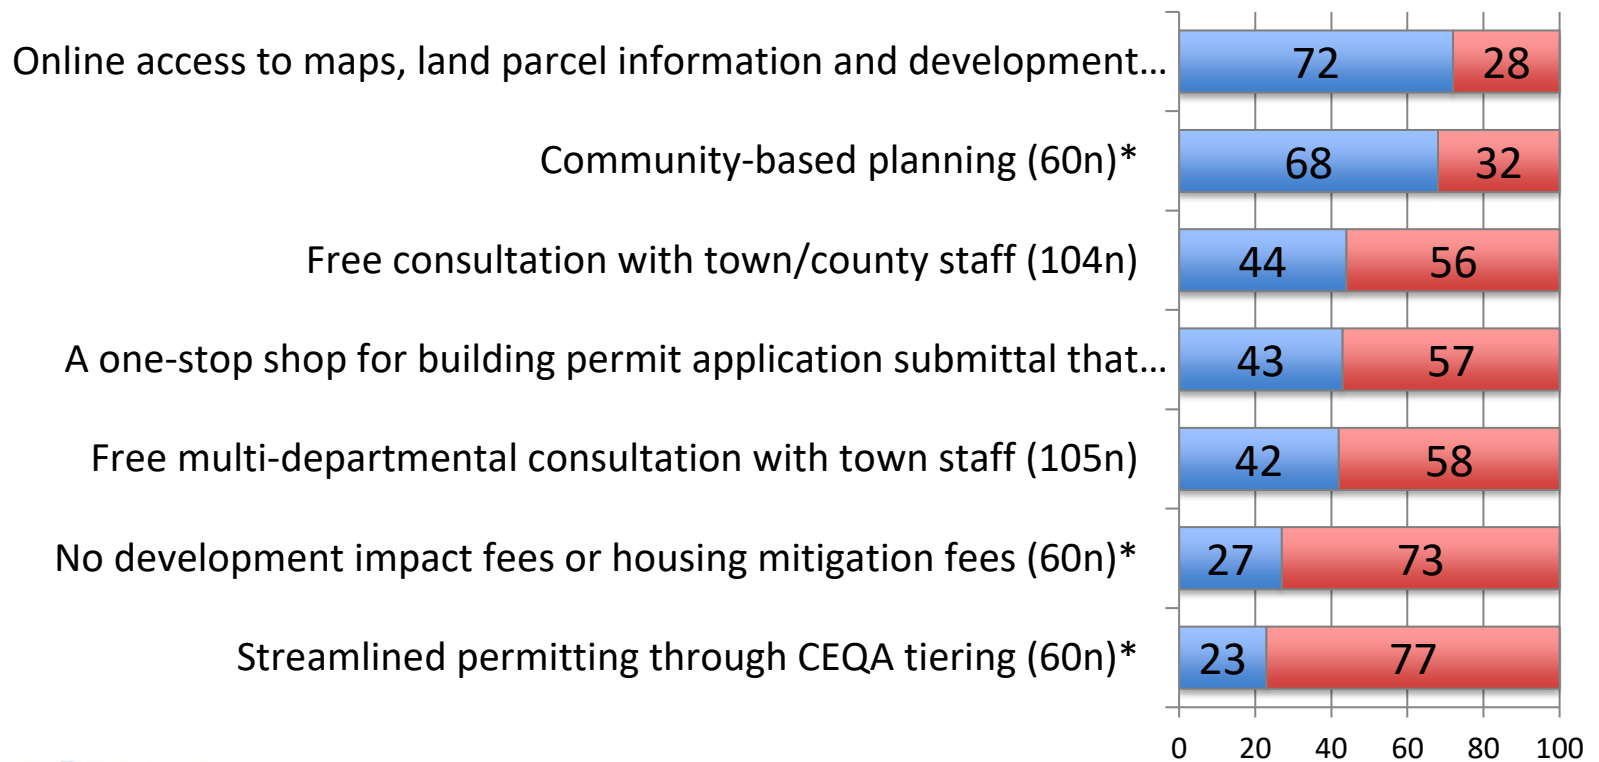 Online access to maps, land parcel information and development… 72 28
Community-based planning (60n)* 68 32
Free consultation with town/county staff (104n) 44 56
A one-stop shop for building permit application submittal that… 43 57
Free multi-departmental consultation with town staff (105n) 42 58
No development impact fees or housing mitigation fees (60n)* 27 73
Streamlined permitting through CEQA tiering (60n)* 23 77
0 20 40 60 80 100